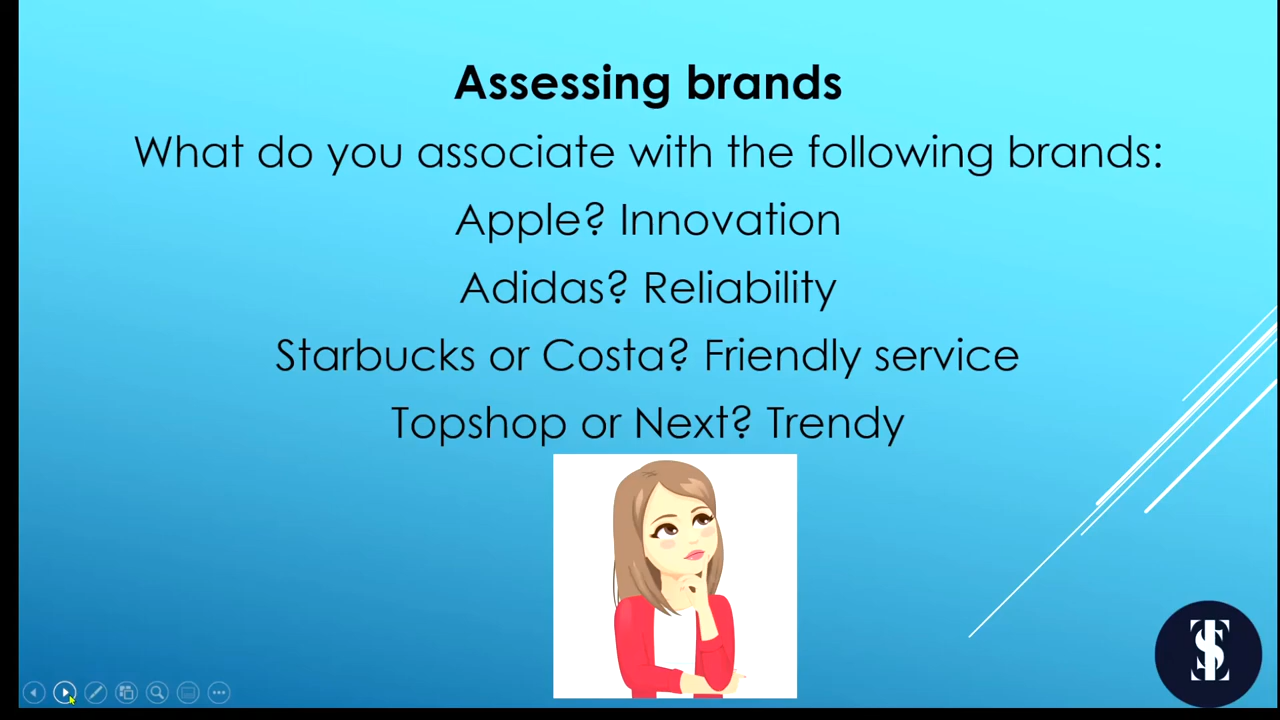 Assessing brands
What do you associate with the following brands:
Apple? Innovation
Adidas? Reliability
Starbucks or Costa? Friendly service
Topshop or Next? Trendy